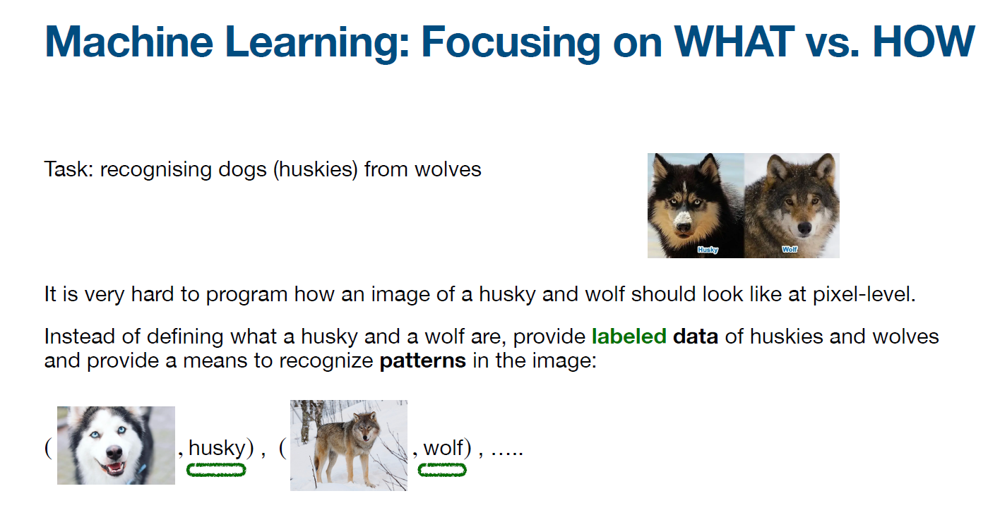 Machine Learning: Focusing on WHAT vs. HOW
Task: recognising dogs (huskies) from wolves
Husky
Wolf
It is very hard to program how an image of a husky and wolf should look like at pixel-level.
Instead of defining what a husky and a wolf are, provide labeled data of huskies and wolves
and provide a means to recognize patterns in the image:
( , husky) , ( , wolf) , .....